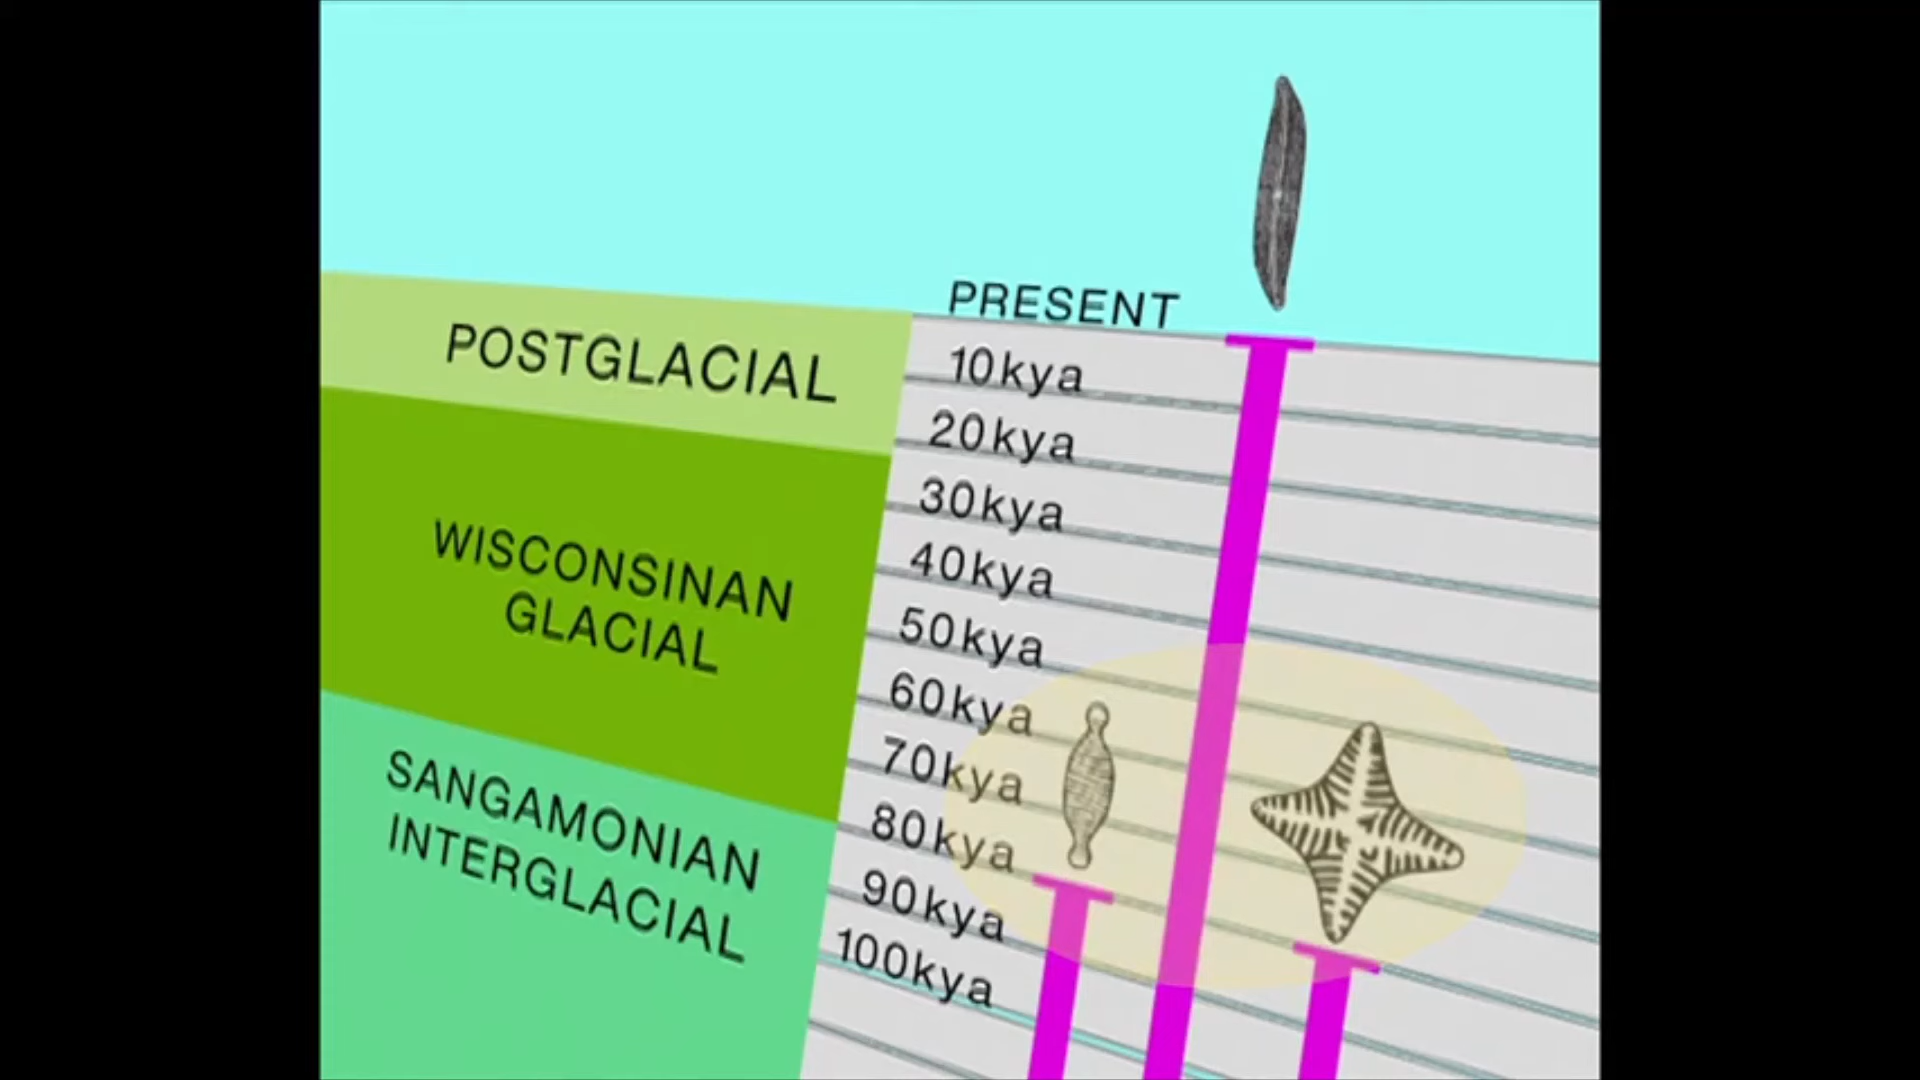 PRESENT
POSTGLACIAL
WISCONSINAN
GLACIAL
SANGAMONIAN
INTERGLACIAL
10kya
20kya
30kya
40kya
50kya
60kya
70kya
80kya
90kya
100kya